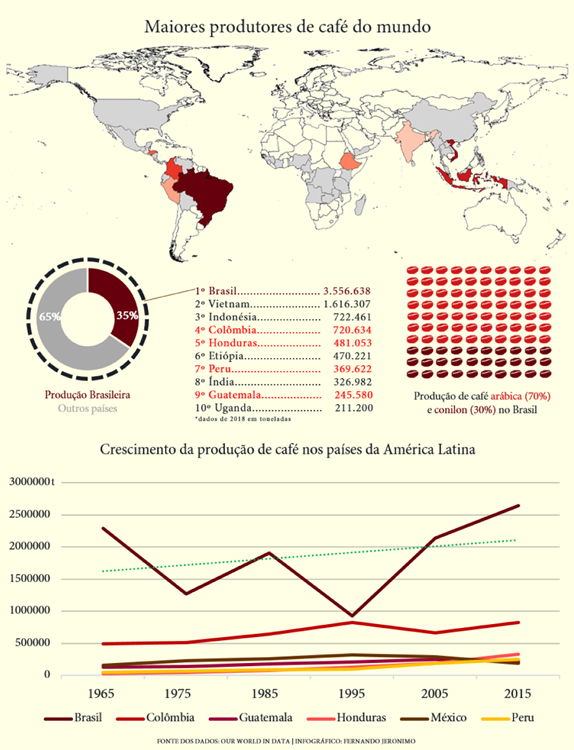 Maiores produtores de café do mundo
65%
35%
Produção Brasileira
Outros países
1º Brasil........................... 3.556.638
2º Vietnam...................... 1.616.307
3º Indonésia...................... 722.461
4º Colômbia...................... 720.634
5º Honduras...................... 481.053
6º Etiópia........................... 470.221
7º Peru............................... 369.622
8º Índia.............................. 326.982
9º Guatemala.................... 245.580
10º Uganda........................ 211.200
*dados de 2018 em toneladas
Produção de café arábica (70%)
e conilon (30%) no Brasil
Crescimento da produção de café nos países da América Latina
3000000t
2500000
2000000
1500000
1000000
500000
0
1965 1975 1985 1995 2005 2015
Brasil Colômbia Guatemala Honduras México Peru
FONTE DOS DADOS: OUR WORLD IN DATA | INFOGRÁFICO: FERNANDO JERONIMO